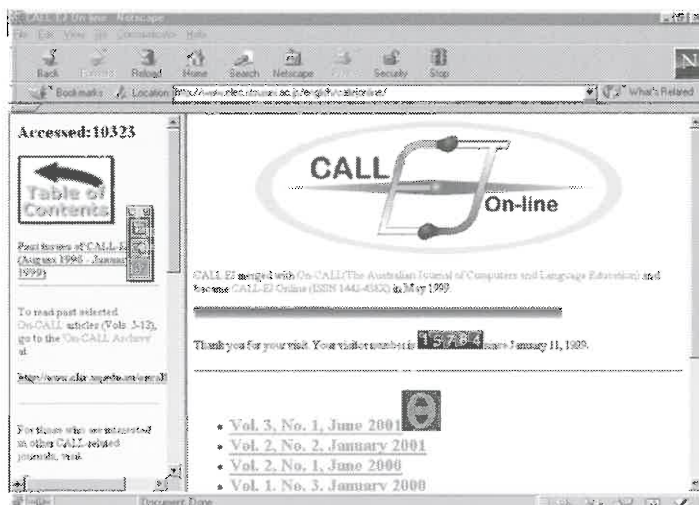 CALL-EJ On-line - Netscape
File Edit View Go Communicator Help
Back Forward Reload Home Search Netscape Security Stop
N
Bookmarks Location What's Related
Accessed:10323
Table of
Contents
Past Issues of
1999)
To read past selected
On-CALL articles (Vols. 3-12),
go to the 'On-CALL Archive'
at
For those who are interested
in other CALL-related
journals, visit
CALL
On-line
CALL-EJ merged with On-CALL(The Australian Journal of Computers and Language Education) and
became CALL-EJ Online (ISSN 1442-438X) in May 1999.
Thank you for your visit. Your visitor number is 15784 since January 11, 1999.
Vol. 3, No. 1, June 2001
Vol. 2, No. 2, January 2001
Vol. 2, No. 1, June 2000
Vol. 1, No. 3, January 2000
Document Done